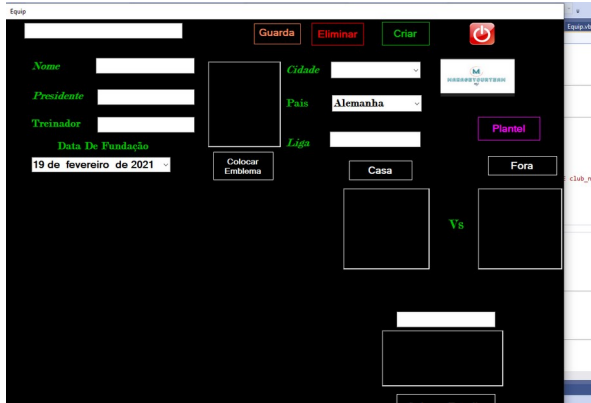 Equip
Equip.vb
Guarda
Eliminar
Criar
Nome
Cidade
Presidente
Pais
Alemanha
Treinador
Liga
Plantel
Data De Fundação
19 de fevereiro de 2021
Colocar
Emblema
Casa
Fora
club_n
Vs